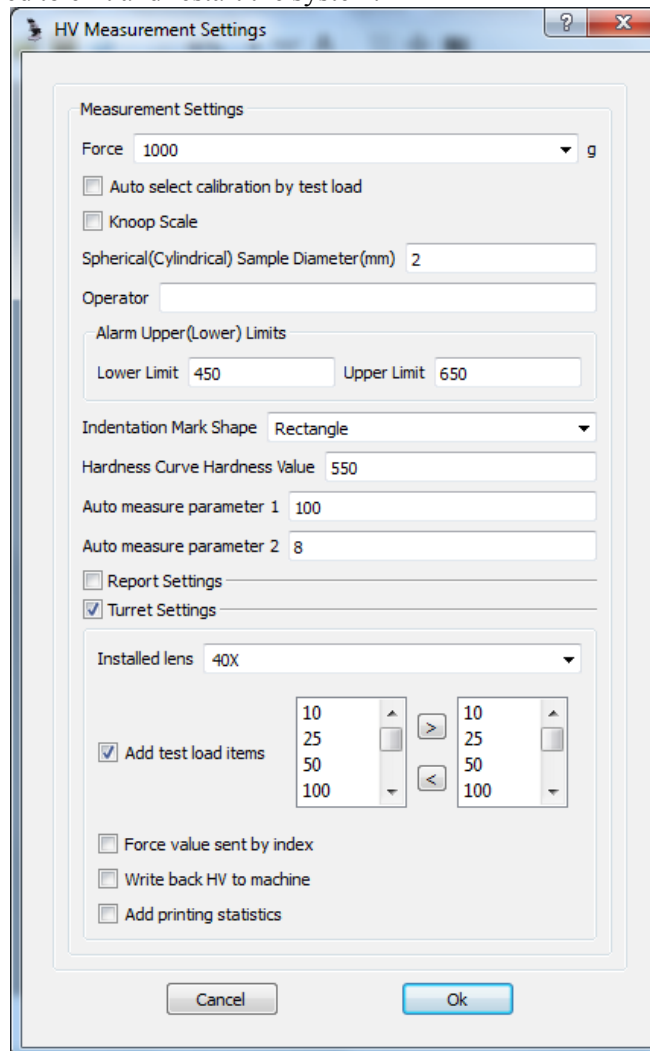 HV Measurement Settings
Measurement Settings
Force 1000 g
Auto select calibration by test load
Knoop Scale
Spherical(Cylindrical) Sample Diameter(mm) 2
Operator
Alarm Upper(Lower) Limits
Lower Limit 450 Upper Limit 650
Indentation Mark Shape Rectangle
Hardness Curve Hardness Value 550
Auto measure parameter 1 100
Auto measure parameter 2 8
Report Settings
Turret Settings
Installed lens 40X
10 10
25 > 25
Add test load items
50 < 50
100 100
Force value sent by index
Write back HV to machine
Add printing statistics
Cancel Ok